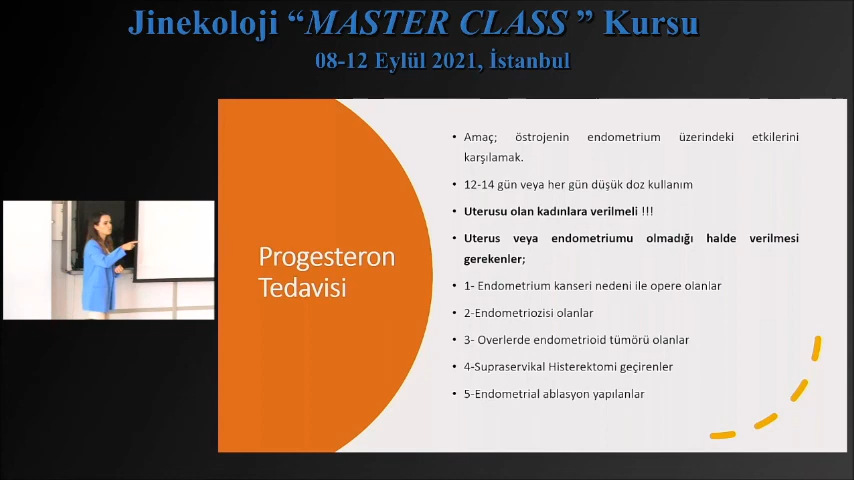 Jinekoloji “MASTER CLASS ” Kursu
08-12 Eylül 2021, İstanbul
Progesteron
Tedavisi
• Amaç; östrojenin endometrium üzerindeki etkilerini
karşılamak.
• 12-14 gün veya her gün düşük doz kullanım
• Uterusu olan kadınlara verilmeli !!!
• Uterus veya endometriumu olmadığı halde verilmesi
gerekenler;
• 1- Endometrium kanseri nedeni ile opere olanlar
• 2-Endometriozisi olanlar
• 3- Overlerde endometrioid tümörü olanlar
• 4-Supraservikal Histerektomi geçirenler
• 5-Endometrial ablasyon yapılanlar